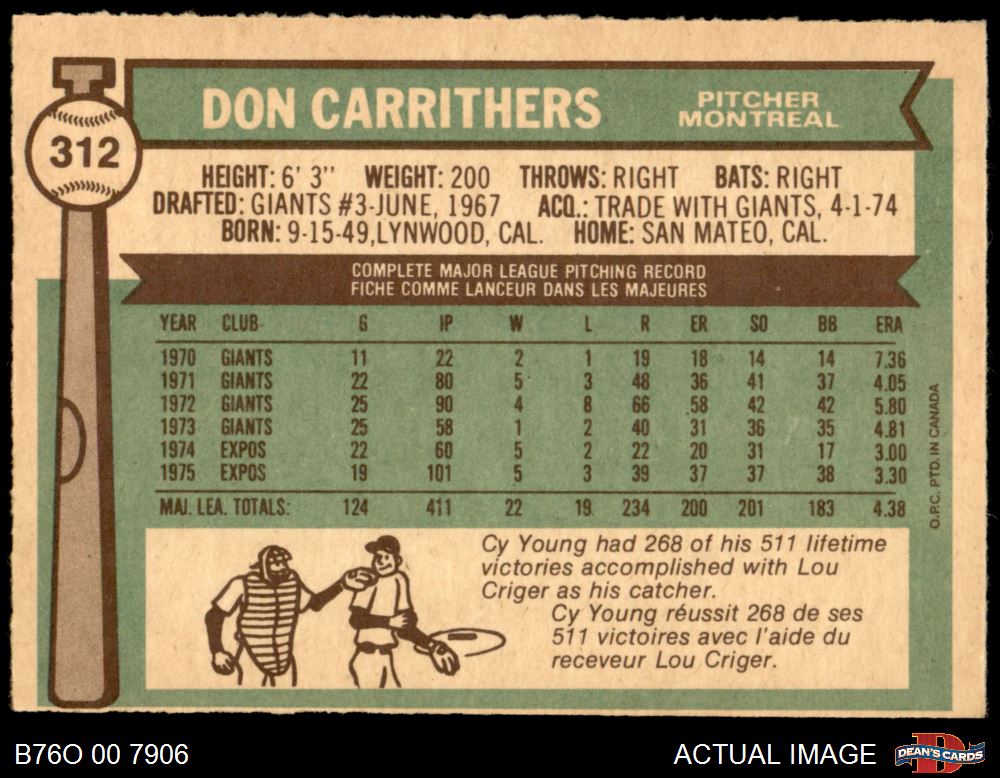 312
DON CARRITHERS
PITCHER
MONTREAL
HEIGHT: 6' 3" WEIGHT: 200 THROWS: RIGHT BATS: RIGHT
DRAFTED: GIANTS #3-JUNE, 1967 ACQ.: TRADE WITH GIANTS, 4-1-74
BORN: 9-15-49,LYNWOOD, CAL. HOME: SAN MATEO, CAL.
COMPLETE MAJOR LEAGUE PITCHING RECORD
FICHE COMME LANCEUR DANS LES MAJEURES
YEAR CLUB G IP W L R ER SO BB ERA
1970 GIANTS 11 22 2 1 19 18 14 14 7.36
1971 GIANTS 22 80 5 3 48 36 41 37 4.05
1972 GIANTS 25 90 4 8 66 58 42 42 5.80
1973 GIANTS 25 58 1 2 40 31 36 35 4.81
1974 EXPOS 22 60 5 2 22 20 31 17 3.00
1975 EXPOS 19 101 5 3 39 37 37 38 3.30
MAJ. LEA. TOTALS: 124 411 22 19 234 200 201 183 4.38
O.P.C. PTD. IN CANADA
Cy Young had 268 of his 511 lifetime
victories accomplished with Lou
Criger as his catcher.
Cy Young réussit 268 de ses
511 victoires avec l'aide du
receveur Lou Criger.
B76O 00 7906
ACTUAL IMAGE
DEAN'S CARDS